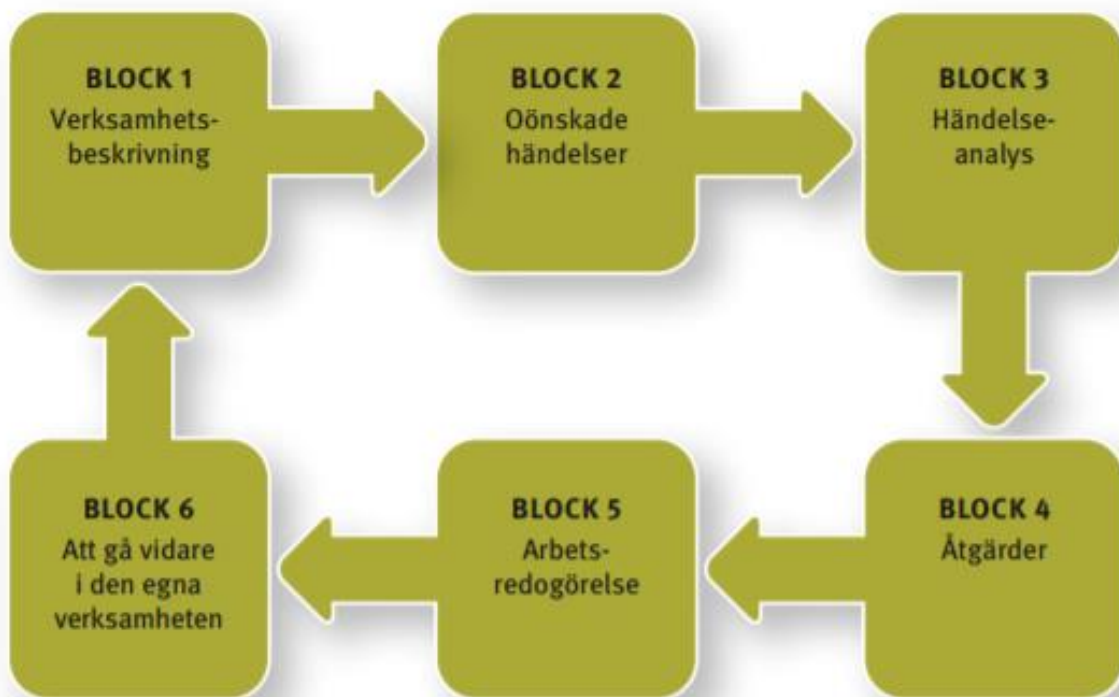 BLOCK 1
Verksamhets-
beskrivning
BLOCK 2
Oönskade
händelser
BLOCK 3
Händelse-
analys
BLOCK 4
Åtgärder
BLOCK 5
Arbets-
redogörelse
BLOCK 6
Att gå vidare
i den egna
verksamheten